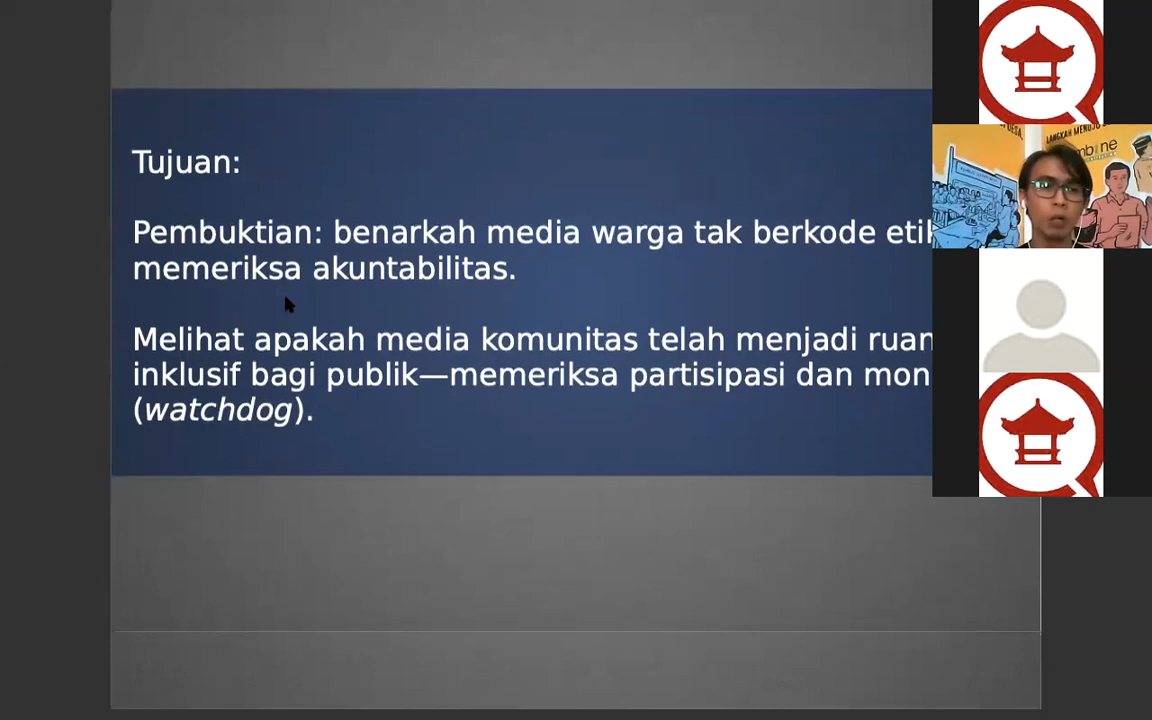 Tujuan:
Pembuktian: benarkah media warga tak berkode
memeriksa akuntabilitas.
Melihat apakah media komunitas telah menjadi
inklusif bagi publik—memeriksa partisipasi dan
(watchdog).
LANGKAH